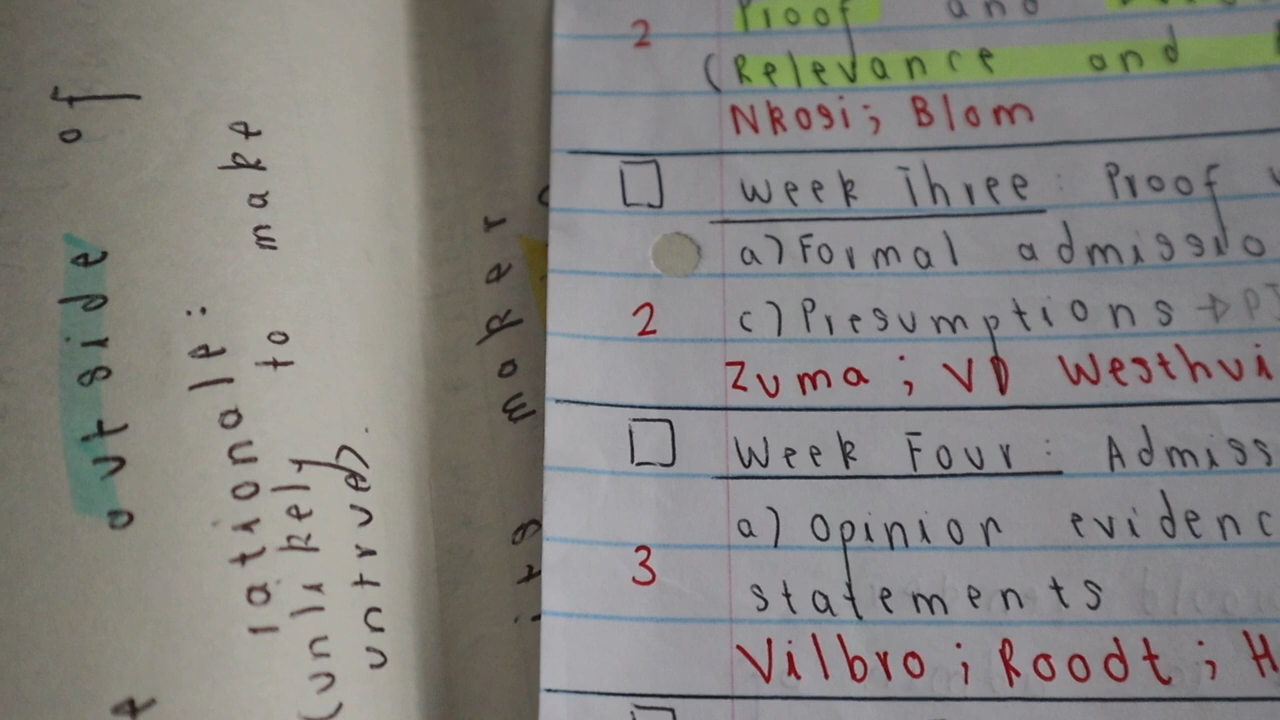 outside of
rationale:
(unlikely to make
untrue).
its maker
2 Proof and
(Relevance and
Nkosi; Blom
Week Three: Proof
a) Formal admissio
2 c) Presumptions →
Zuma; VD Westhui
Week Four: Admiss
a) Opinion evidenc
3 statements
Vilbro; Roodt; H